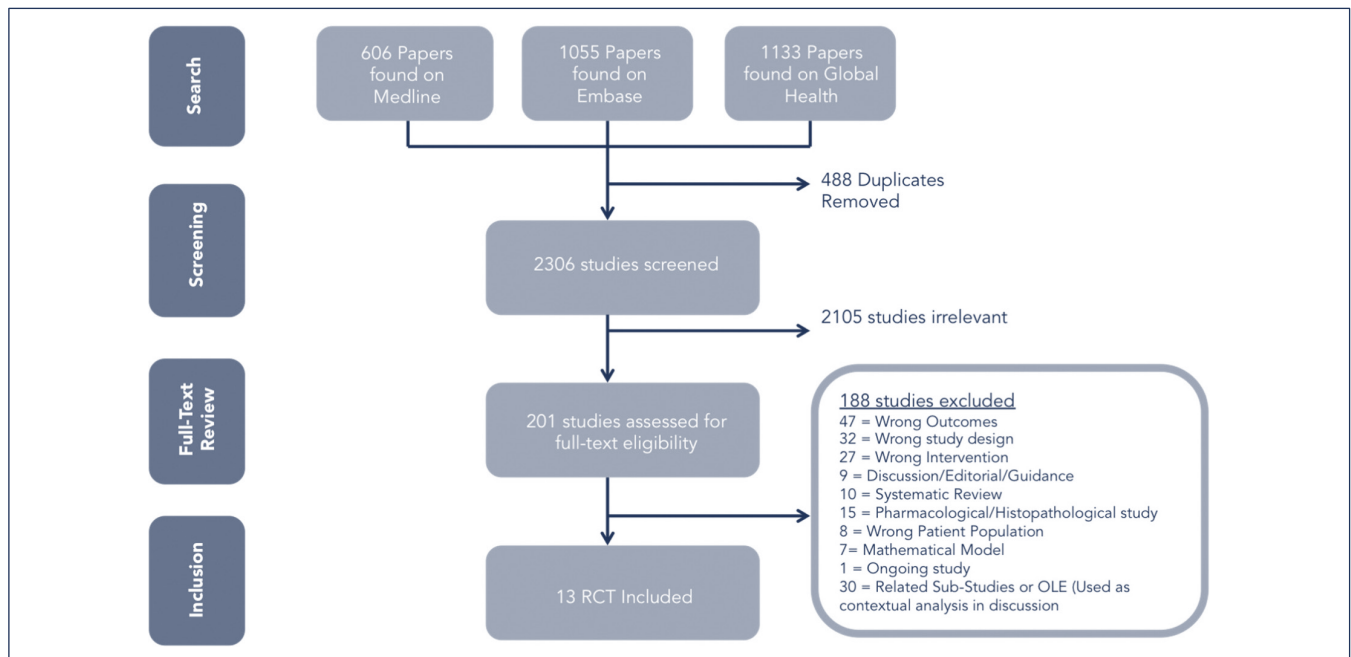 Search
606 Papers
found on
Medline
1055 Papers
found on
Embase
1133 Papers
found on Global
Health
488 Duplicates
Removed
Screening
2306 studies screened
2105 studies irrelevant
Full-Text
Review
201 studies assessed for
full-text eligibility
188 studies excluded
47 = Wrong Outcomes
32 = Wrong study design
27 = Wrong Intervention
9 = Discussion/Editorial/Guidance
10 = Systematic Review
15 = Pharmacological/Histopathological study
8 = Wrong Patient Population
7= Mathematical Model
1 = Ongoing study
30 = Related Sub-Studies or OLE (Used as
contextual analysis in discussion
Inclusion
13 RCT Included